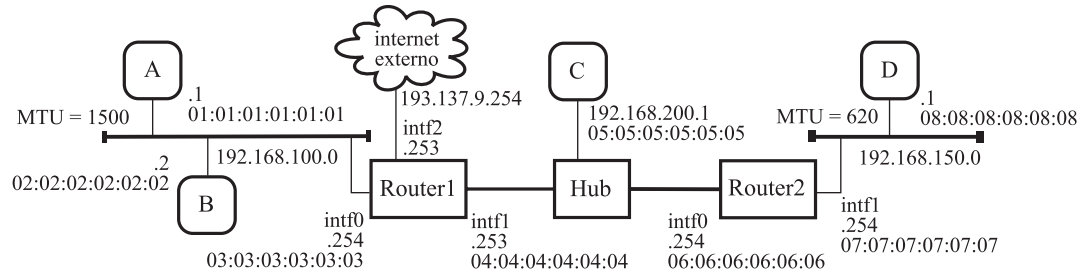 A
internet
externo
C
D
193.137.9.254
.1
01:01:01:01:01:01
MTU = 1500
192.168.200.1
05:05:05:05:05:05
MTU = 620
.1
08:08:08:08:08:08
intf2
.253
.2
02:02:02:02:02:02
192.168.100.0
192.168.150.0
B
Router1
Hub
Router2
intf0
.254
03:03:03:03:03:03
intf1
.253
04:04:04:04:04:04
intf0
.254
06:06:06:06:06:06
intf1
.254
07:07:07:07:07:07